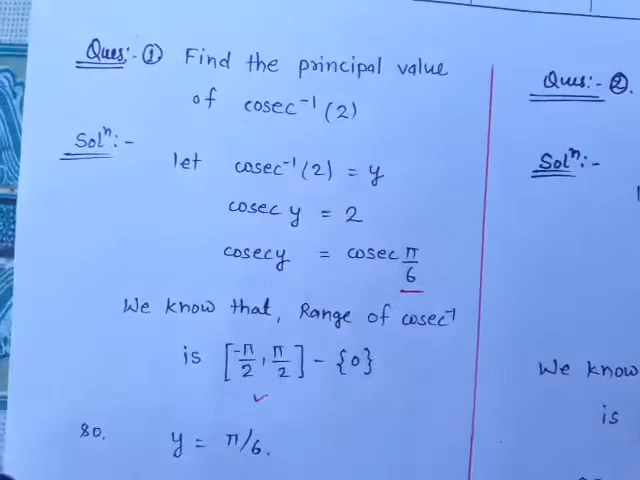 Ques:- ① Find the principal value
of cosec⁻¹(2)
Solⁿ:-
let cosec⁻¹(2) = y
cosec y = 2
cosecy = cosec π/6
We know that, Range of cosec⁻¹
is [-π/2, π/2] - {0}
so. y = π/6.
Ques:- ②.
Solⁿ:-
We know
is